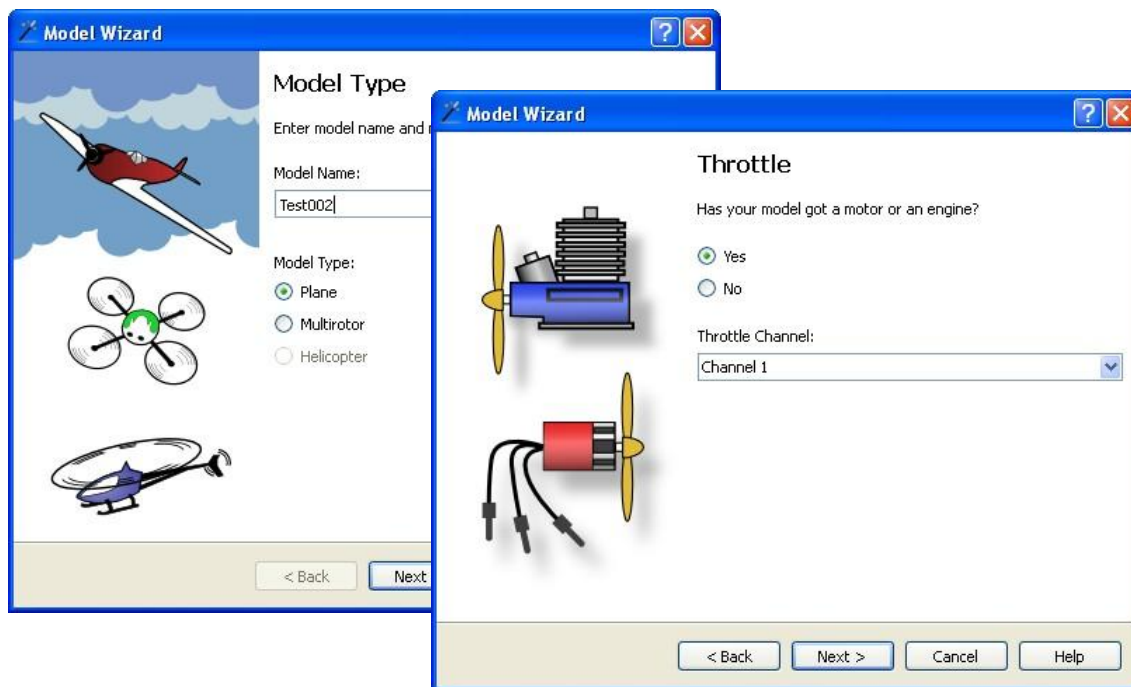 Model Wizard
Model Type
Enter model name and
Model Name:
Test002
Model Type:
Plane
Multirotor
Helicopter
< Back
Next
Model Wizard
Throttle
Has your model got a motor or an engine?
Yes
No
Throttle Channel:
Channel 1
< Back
Next >
Cancel
Help